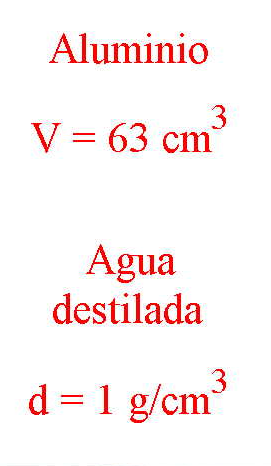 Aluminio
V = 63 cm³
Agua
destilada
d = 1 g/cm³